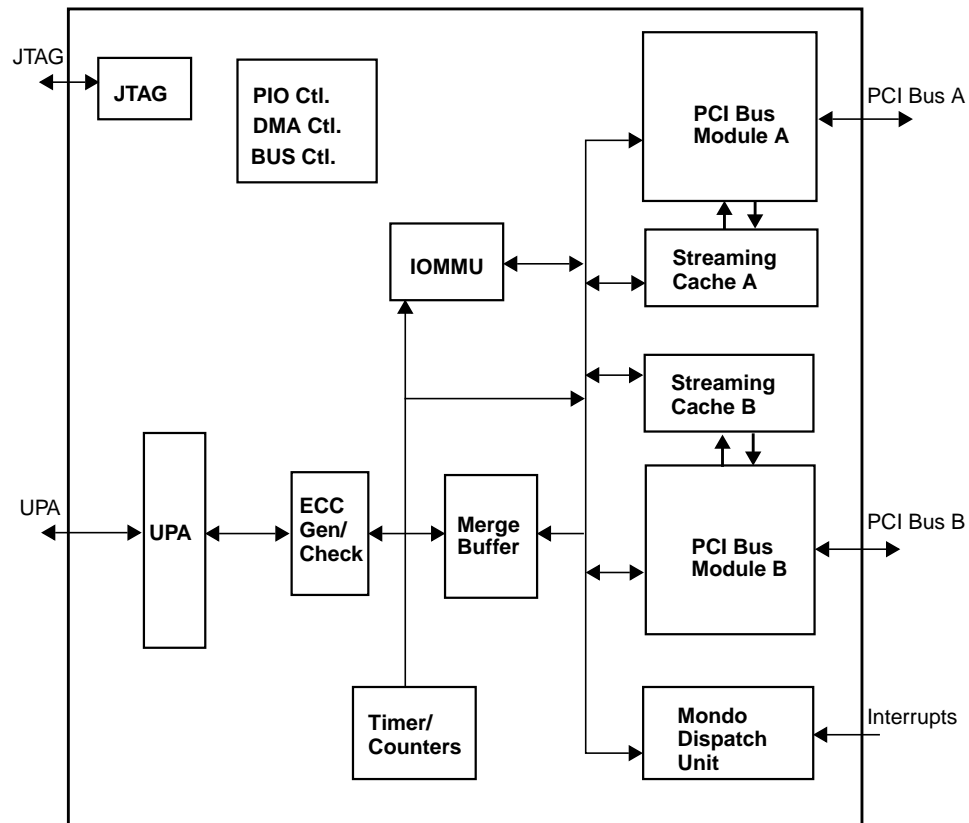 JTAG
JTAG
PIO Ctl.
DMA Ctl.
BUS Ctl.
PCI Bus
Module A
PCI Bus A
IOMMU
Streaming
Cache A
Streaming
Cache B
UPA
UPA
ECC
Gen/
Check
Merge
Buffer
PCI Bus
Module B
PCI Bus B
Timer/
Counters
Mondo
Dispatch
Unit
Interrupts